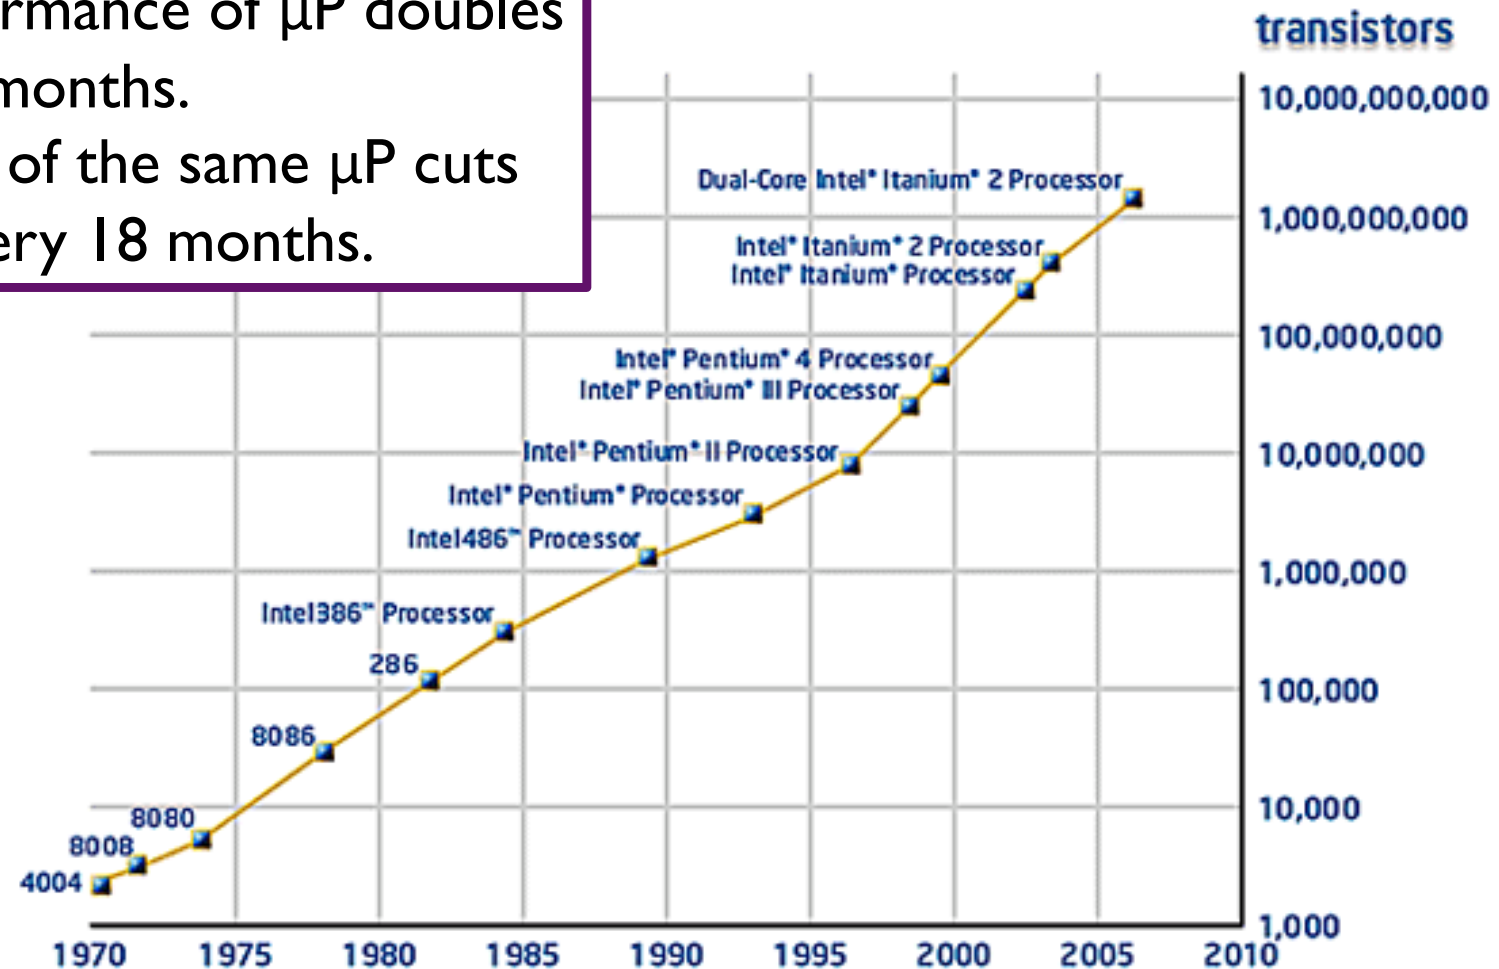 rmance of µP doubles
months.
of the same µP cuts
ery 18 months.
transistors
10,000,000,000
Dual-Core Intel® Itanium® 2 Processor
1,000,000,000
Intel® Itanium® 2 Processor
Intel® Itanium® Processor
100,000,000
Intel® Pentium® 4 Processor
Intel® Pentium® III Processor
Intel® Pentium® II Processor
10,000,000
Intel® Pentium® Processor
Intel486™ Processor
1,000,000
Intel386™ Processor
286
100,000
8086
8080
10,000
8008
4004
1,000
1970 1975 1980 1985 1990 1995 2000 2005 2010